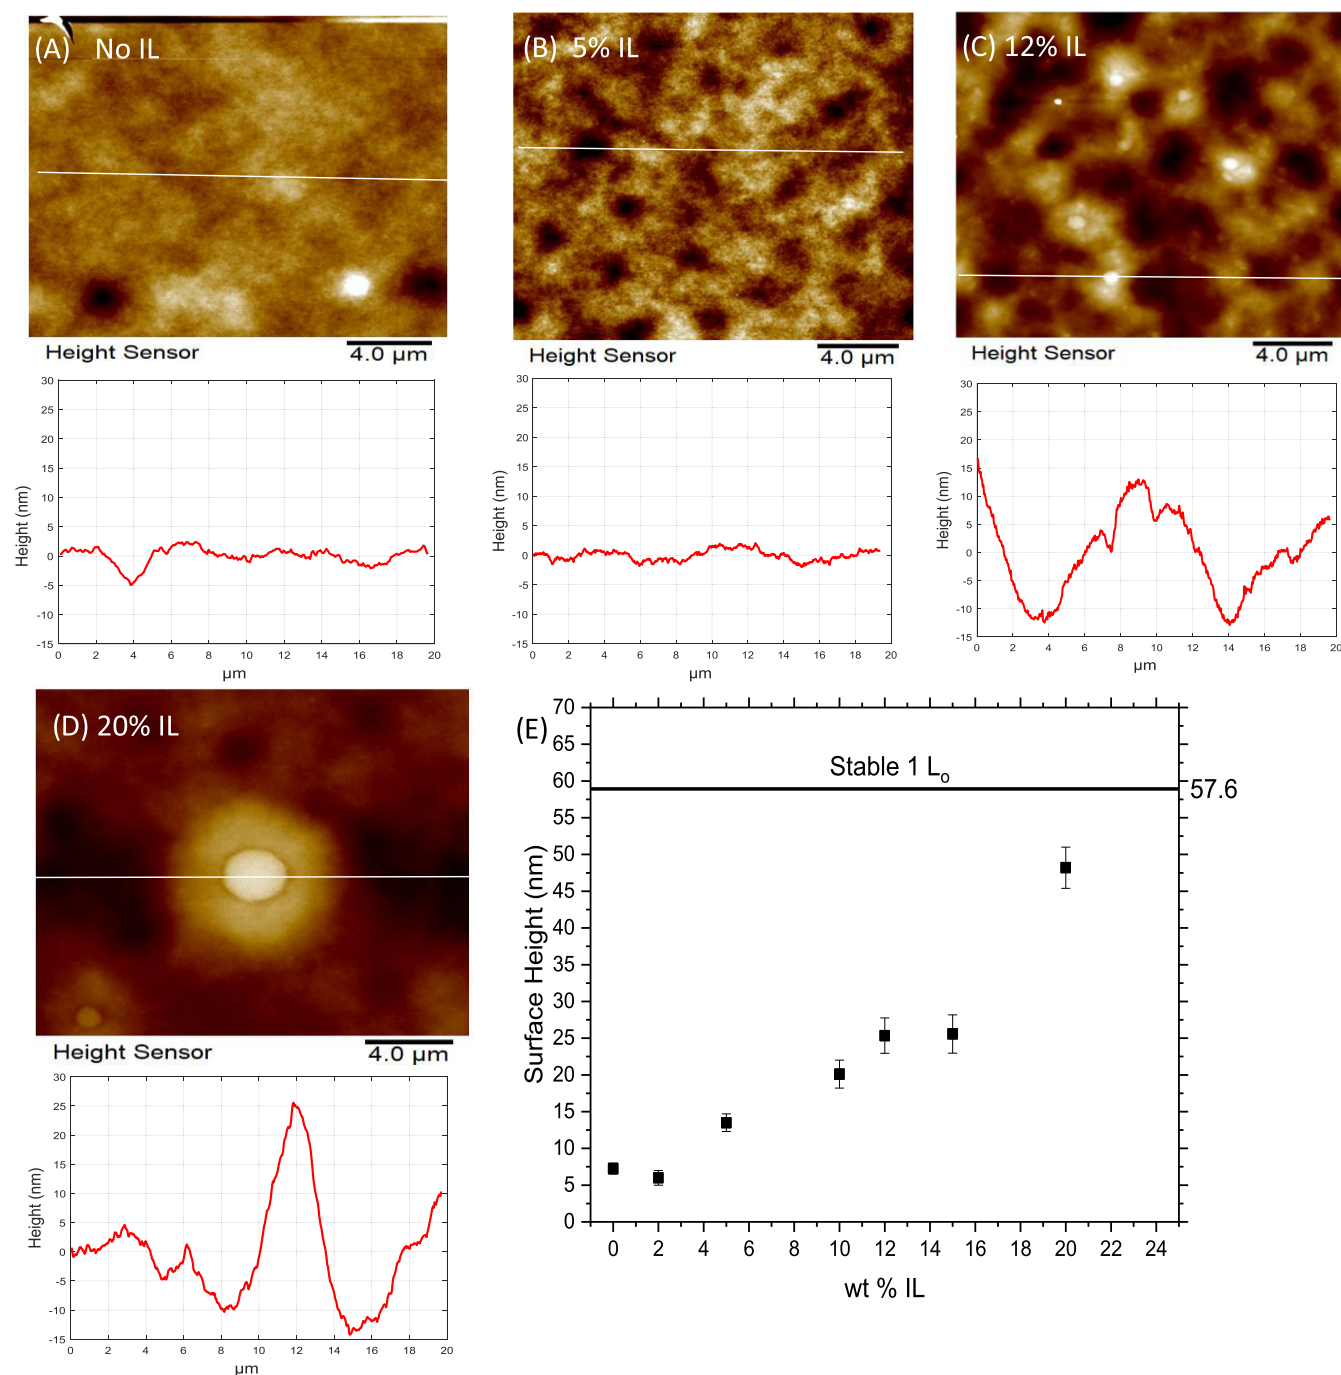 (A) No IL
(B) 5% IL
(C) 12% IL
Height Sensor
4.0 µm
Height Sensor
4.0 µm
Height Sensor
4.0 µm
30
25
20
15
10
5
0
-5
-10
-15
Height (nm)
0 2 4 6 8 10 12 14 16 18 20
µm
30
25
20
15
10
5
0
-5
-10
-15
Height (nm)
0 2 4 6 8 10 12 14 16 18 20
µm
30
25
20
15
10
5
0
-5
-10
-15
Height (nm)
0 2 4 6 8 10 12 14 16 18 20
µm
(D) 20% IL
Height Sensor
4.0 µm
30
25
20
15
10
5
0
-5
-10
-15
Height (nm)
0 2 4 6 8 10 12 14 16 18 20
µm
(E)
70
65
60
55
50
45
40
35
30
25
20
15
10
5
0
Surface Height (nm)
Stable 1 Lₒ
57.6
0 2 4 6 8 10 12 14 16 18 20 22 24
wt % IL